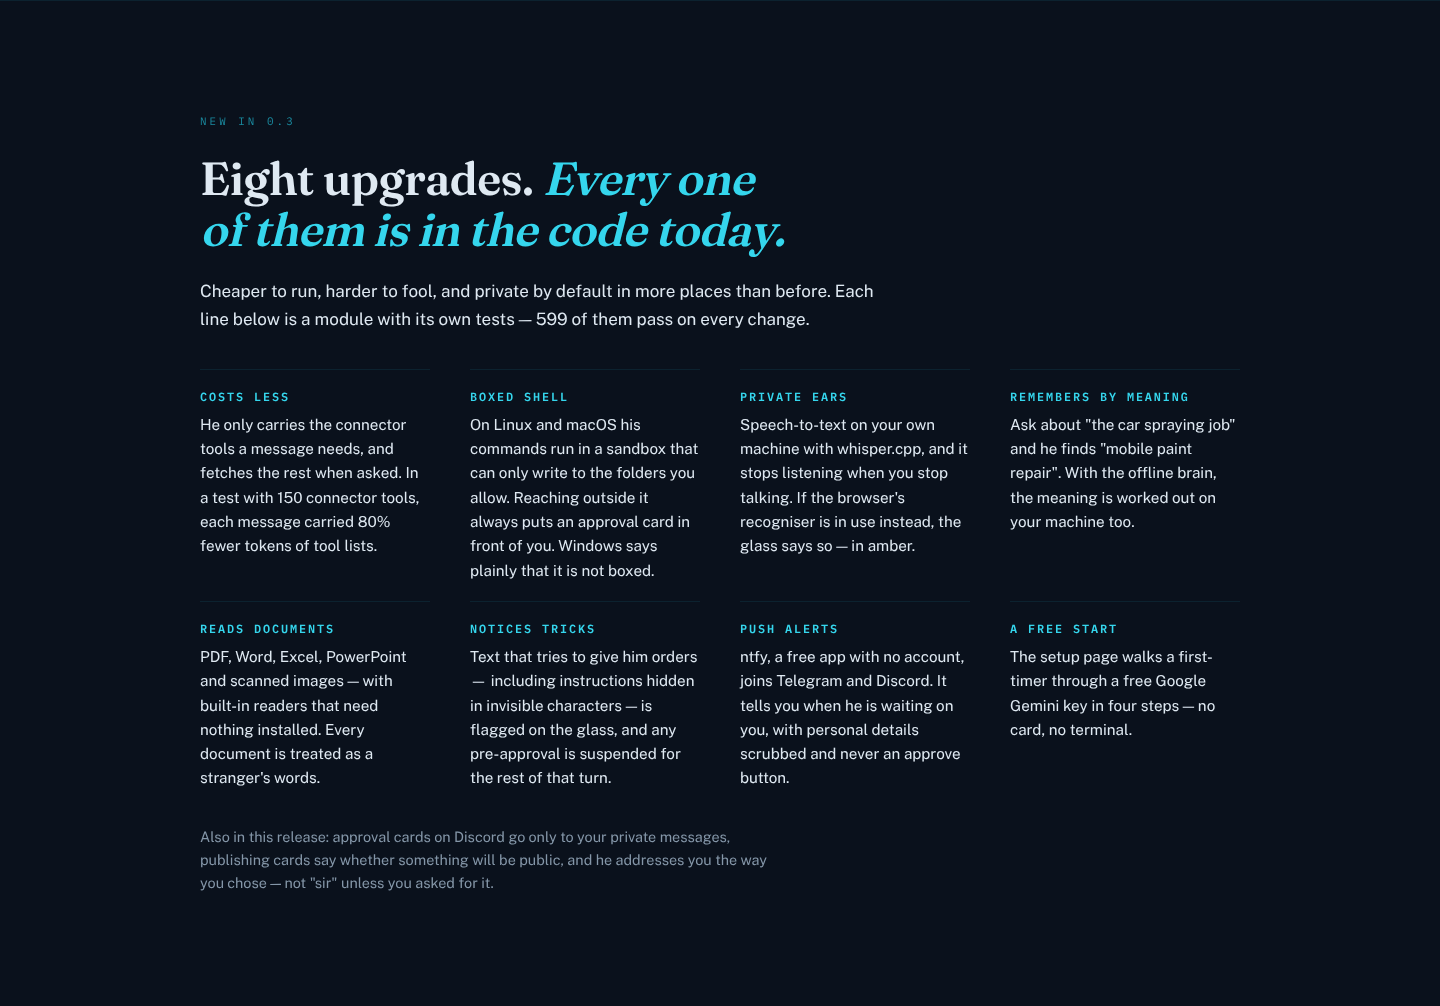 NEW IN 0.3
Eight upgrades. Every one
of them is in the code today.
Cheaper to run, harder to fool, and private by default in more places than before. Each
line below is a module with its own tests — 599 of them pass on every change.
COSTS LESS
He only carries the connector
tools a message needs, and
fetches the rest when asked. In
a test with 150 connector tools,
each message carried 80%
fewer tokens of tool lists.
BOXED SHELL
On Linux and macOS his
commands run in a sandbox that
can only write to the folders you
allow. Reaching outside it
always puts an approval card in
front of you. Windows says
plainly that it is not boxed.
PRIVATE EARS
Speech-to-text on your own
machine with whisper.cpp, and it
stops listening when you stop
talking. If the browser's
recogniser is in use instead, the
glass says so — in amber.
REMEMBERS BY MEANING
Ask about "the car spraying job"
and he finds "mobile paint
repair". With the offline brain,
the meaning is worked out on
your machine too.
READS DOCUMENTS
PDF, Word, Excel, PowerPoint
and scanned images — with
built-in readers that need
nothing installed. Every
document is treated as a
stranger's words.
NOTICES TRICKS
Text that tries to give him orders
— including instructions hidden
in invisible characters — is
flagged on the glass, and any
pre-approval is suspended for
the rest of that turn.
PUSH ALERTS
ntfy, a free app with no account,
joins Telegram and Discord. It
tells you when he is waiting on
you, with personal details
scrubbed and never an approve
button.
A FREE START
The setup page walks a first-
timer through a free Google
Gemini key in four steps — no
card, no terminal.
Also in this release: approval cards on Discord go only to your private messages,
publishing cards say whether something will be public, and he addresses you the way
you chose — not "sir" unless you asked for it.